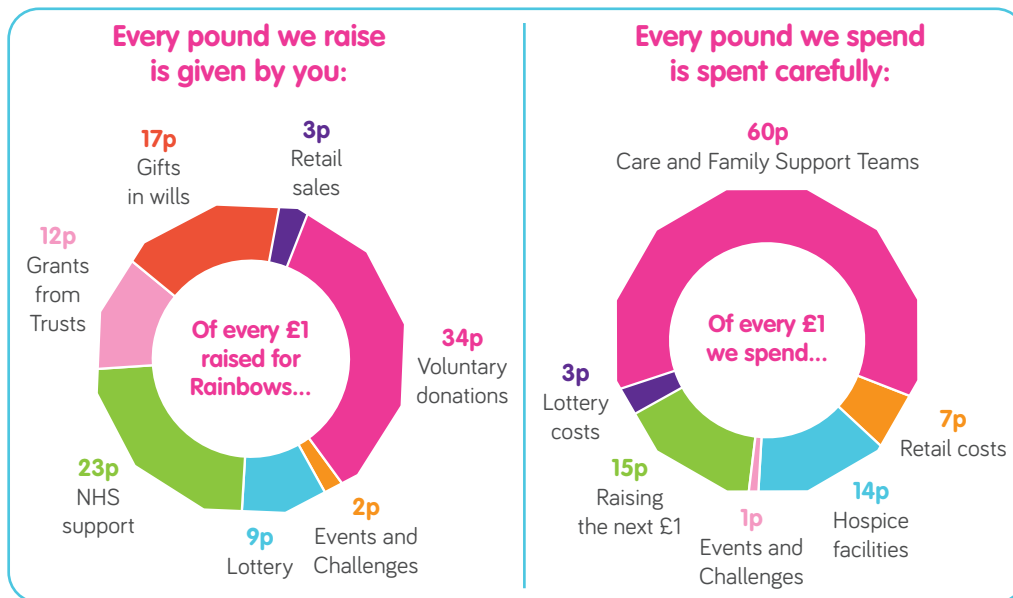 Every pound we raise
is given by you:
17p
Gifts
in wills
3p
Retail
sales
12p
Grants
from
Trusts
Of every £1
raised for
Rainbows...
34p
Voluntary
donations
23p
NHS
support
9p
Lottery
2p
Events and
Challenges
Every pound we spend
is spent carefully:
60p
Care and Family Support Teams
Of every £1
we spend...
3p
Lottery
costs
7p
Retail costs
15p
Raising
the next £1
1p
Events and
Challenges
14p
Hospice
facilities